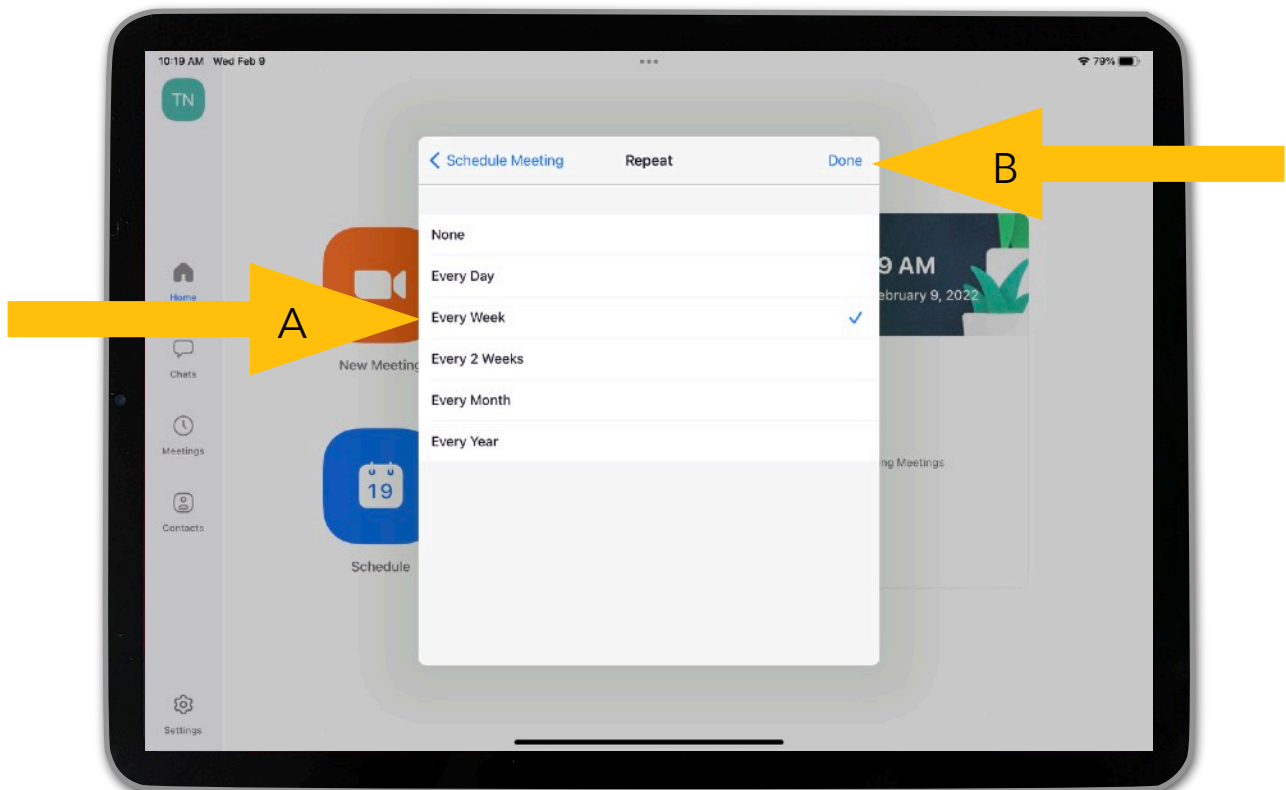 10:19 AM Wed Feb 9
79%
TN
Schedule Meeting Repeat Done
B
None
Every Day
9 AM
Home
ebruary 9, 2022
A
Every Week
Chats
New Meeting
Every 2 Weeks
Every Month
Meetings
Every Year
ng Meetings
19
Contacts
Schedule
Settings